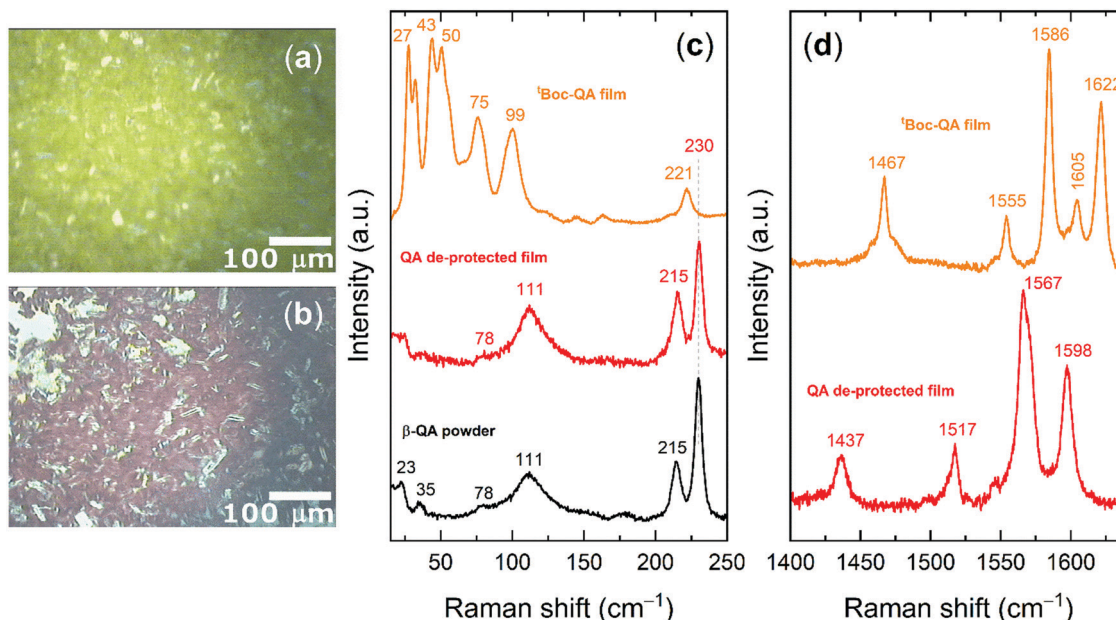 (a)
100 µm
(b)
100 µm
(c)
27
43
50
75
99
ᵗBoc-QA film
221
230
QA de-protected film
78
111
215
β-QA powder
23
35
78
111
215
Intensity (a.u.)
50
100
150
200
250
Raman shift (cm⁻¹)
(d)
1586
1622
ᵗBoc-QA film
1467
1555
1605
1567
1598
QA de-protected film
1437
1517
Intensity (a.u.)
1400
1450
1500
1550
1600
Raman shift (cm⁻¹)